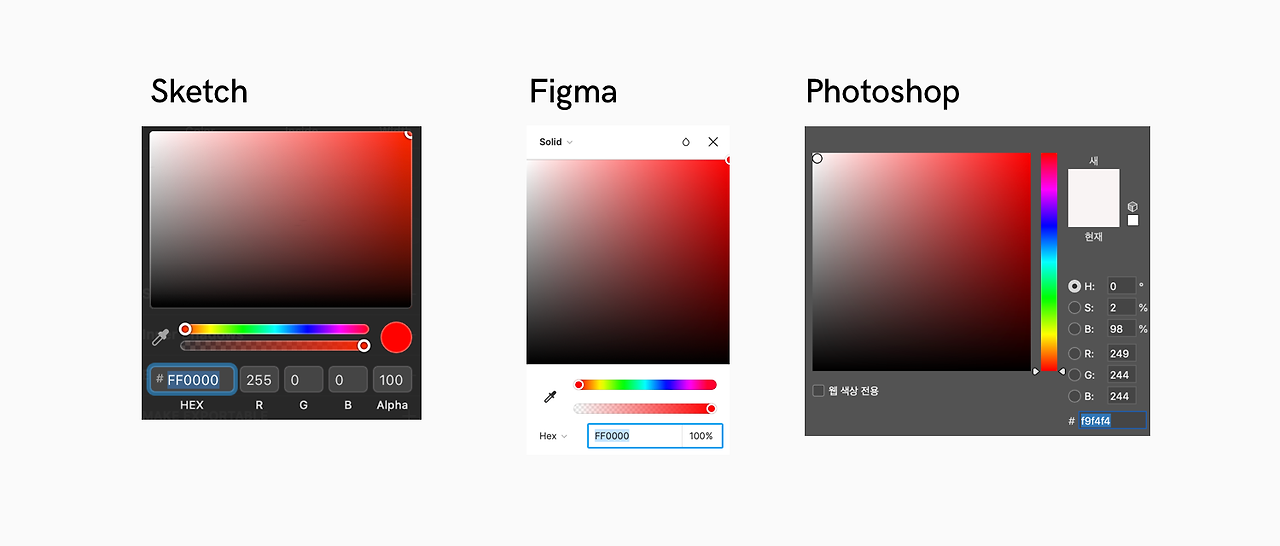 Sketch
# FF0000 255 0 0 100
HEX R G B Alpha
Figma
Solid
Hex FF0000 100%
Photoshop
새
현재
H: 0 °
S: 2 %
B: 98 %
R: 249
G: 244
B: 244
웹 색상 전용
# f9f4f4